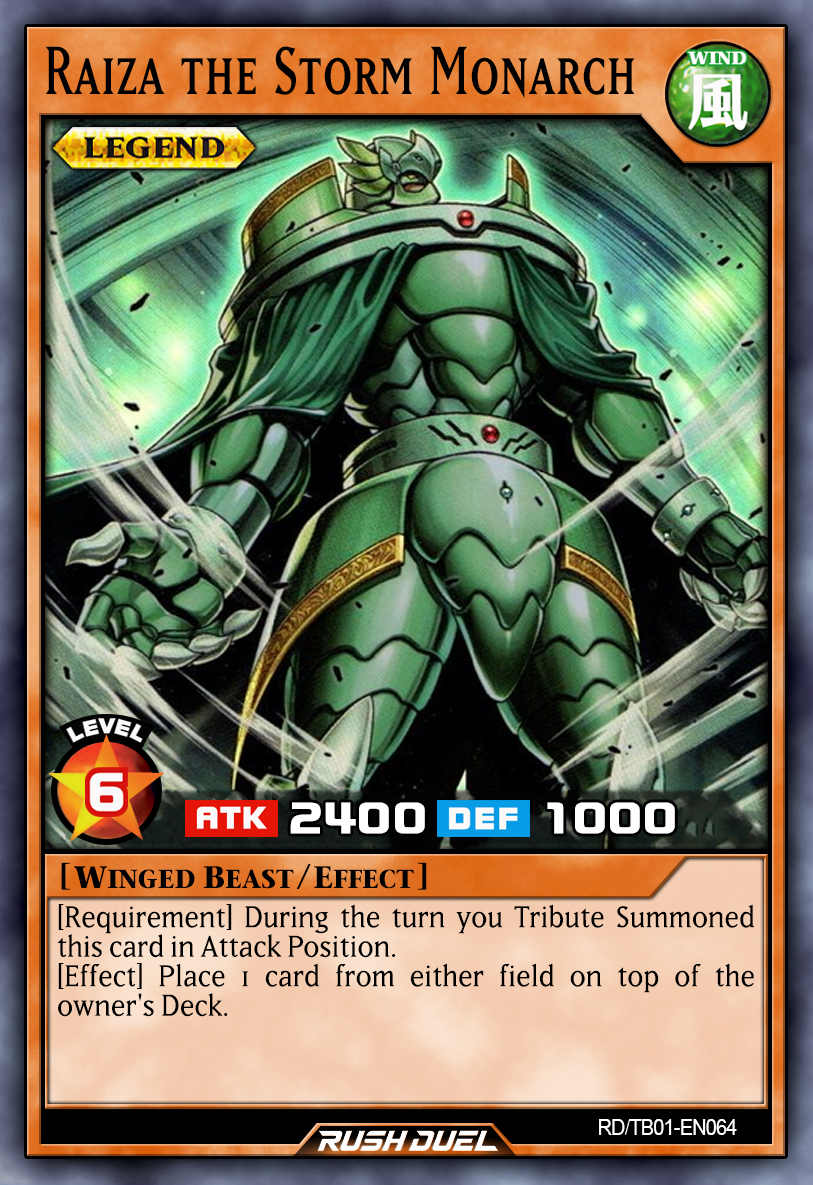 Raiza the Storm Monarch
WIND
風
LEGEND
LEVEL
6
ATK 2400 DEF 1000
[Winged Beast/Effect]
[Requirement] During the turn you Tribute Summoned
this card in Attack Position.
[Effect] Place 1 card from either field on top of the
owner's Deck.
RD/TB01-EN064
RUSH DUEL